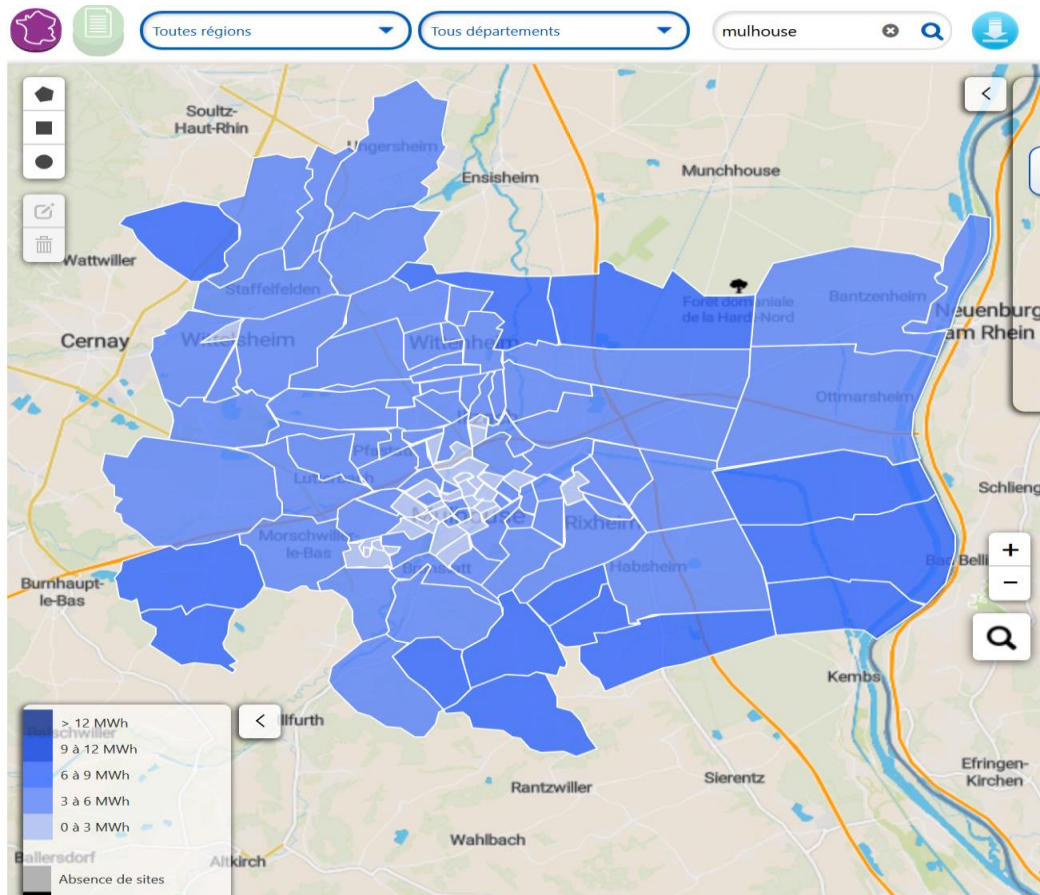 Toutes régions
Tous départements
mulhouse
Soultz-
Haut-Rhin
Ungersheim
Ensisheim
Munchhouse
Wattwiller
Staffelfelden
Forêt domaniale
de la Hardt-Nord
Bantzenheim
Neuenburg
am Rhein
Cernay
Wittelsheim
Wittenheim
Ottmarsheim
Lutterbach
Schlieng
Mulhouse
Rixheim
Morschwiller-
le-Bas
Habsheim
Bad Belli
Burnhaupt-
le-Bas
Kembs
> 12 MWh
9 à 12 MWh
6 à 9 MWh
3 à 6 MWh
0 à 3 MWh
Absence de sites
Illfurth
Rantzwiller
Sierentz
Efringen-
Kirchen
Wahlbach
Ballersdorf
Altkirch